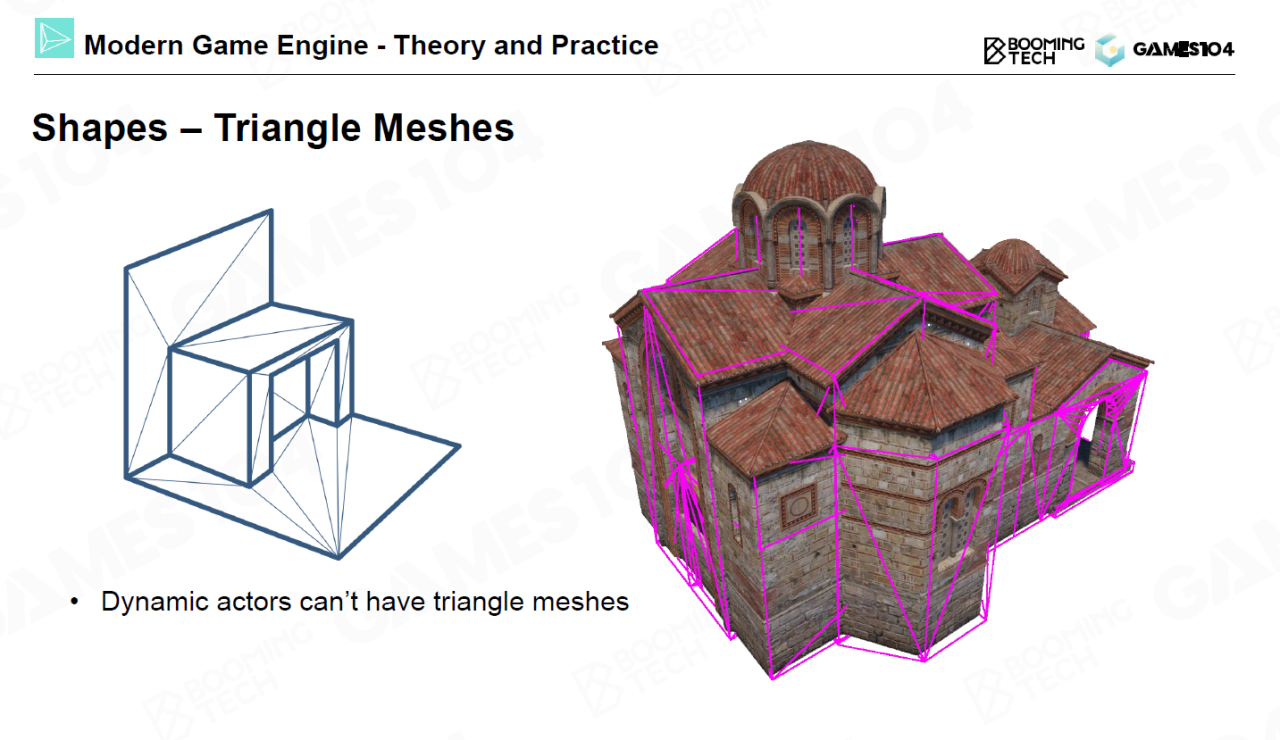 Modern Game Engine - Theory and Practice
BOOMING
TECH
GAMES104
Shapes – Triangle Meshes
• Dynamic actors can't have triangle meshes